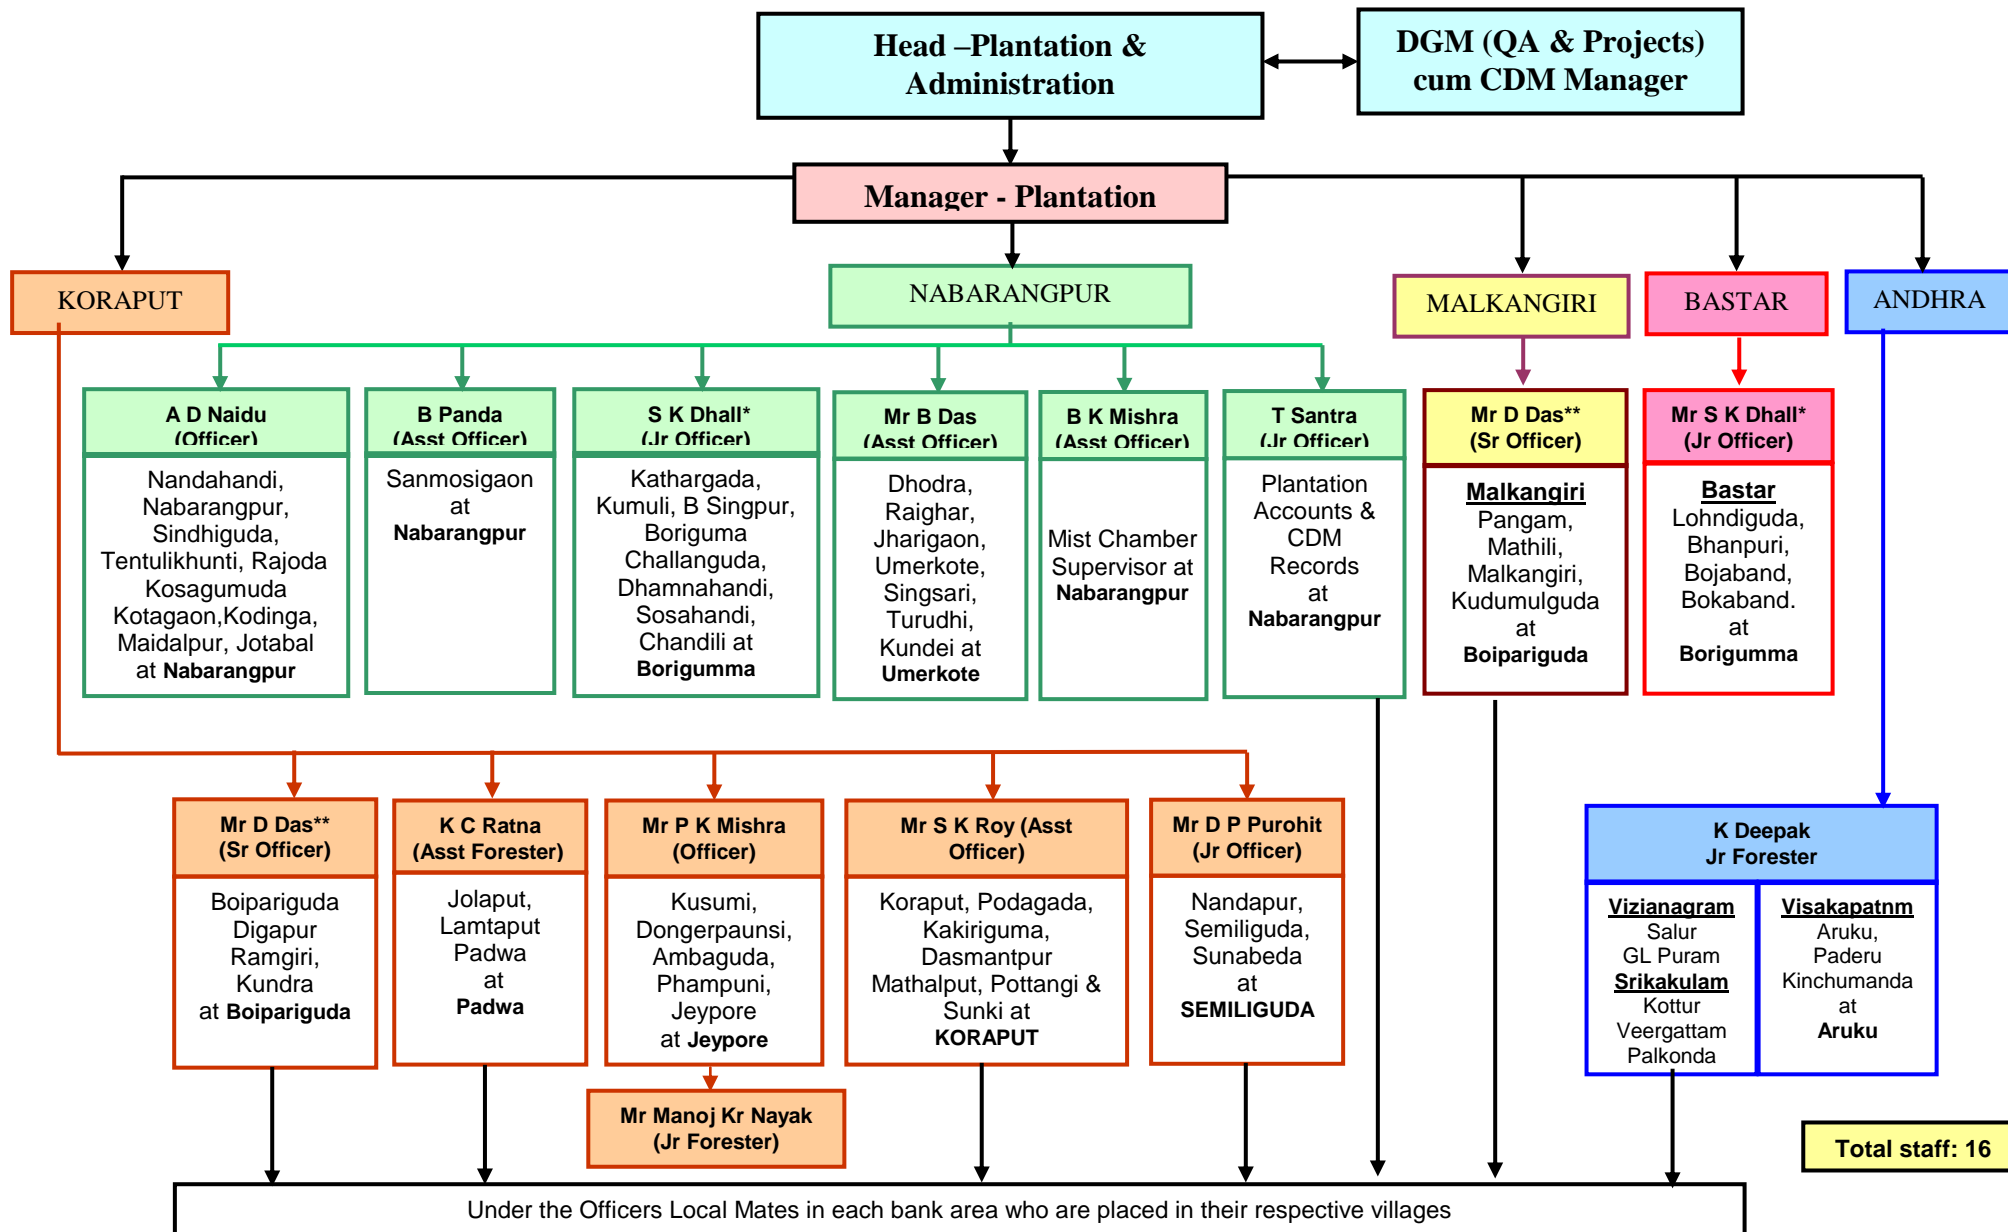 Head –Plantation &
Administration
DGM (QA & Projects)
cum CDM Manager
Manager - Plantation
KORAPUT
NABARANGPUR
MALKANGIRI
BASTAR
ANDHRA
A D Naidu
(Officer)
Nandahandi,
Nabarangpur,
Sindhiguda,
Tentulikhunti, Rajoda
Kosagumuda
Kotagaon,Kodinga,
Maidalpur, Jotabal
at Nabarangpur
B Panda
(Asst Officer)
Sanmosigaon
at
Nabarangpur
S K Dhall*
(Jr Officer)
Kathargada,
Kumuli, B Singpur,
Boriguma
Challanguda,
Dhamnahandi,
Sosahandi,
Chandili at
Borigumma
Mr B Das
(Asst Officer)
Dhodra,
Raighar,
Jharigaon,
Umerkote,
Singsari,
Turudhi,
Kundei at
Umerkote
B K Mishra
(Asst Officer)
Mist Chamber
Supervisor at
Nabarangpur
T Santra
(Jr Officer)
Plantation
Accounts &
CDM
Records
at
Nabarangpur
Mr D Das**
(Sr Officer)
Malkangiri
Pangam,
Mathili,
Malkangiri,
Kudumulguda
at
Boipariguda
Mr S K Dhall*
(Jr Officer)
Bastar
Lohndiguda,
Bhanpuri,
Bojaband,
Bokaband.
at
Borigumma
Mr D Das**
(Sr Officer)
Boipariguda
Digapur
Ramgiri,
Kundra
at Boipariguda
K C Ratna
(Asst Forester)
Jolaput,
Lamtaput
Padwa
at
Padwa
Mr P K Mishra
(Officer)
Kusumi,
Dongerpaunsi,
Ambaguda,
Phampuni,
Jeypore
at Jeypore
Mr Manoj Kr Nayak
(Jr Forester)
Mr S K Roy (Asst
Officer)
Koraput, Podagada,
Kakiriguma,
Dasmantpur
Mathalput, Pottangi &
Sunki at
KORAPUT
Mr D P Purohit
(Jr Officer)
Nandapur,
Semiliguda,
Sunabeda
at
SEMILIGUDA
K Deepak
Jr Forester
Vizianagram
Salur
GL Puram
Srikakulam
Kottur
Veergattam
Palkonda
Visakapatnm
Aruku,
Paderu
Kinchumanda
at
Aruku
Total staff: 16
Under the Officers Local Mates in each bank area who are placed in their respective villages